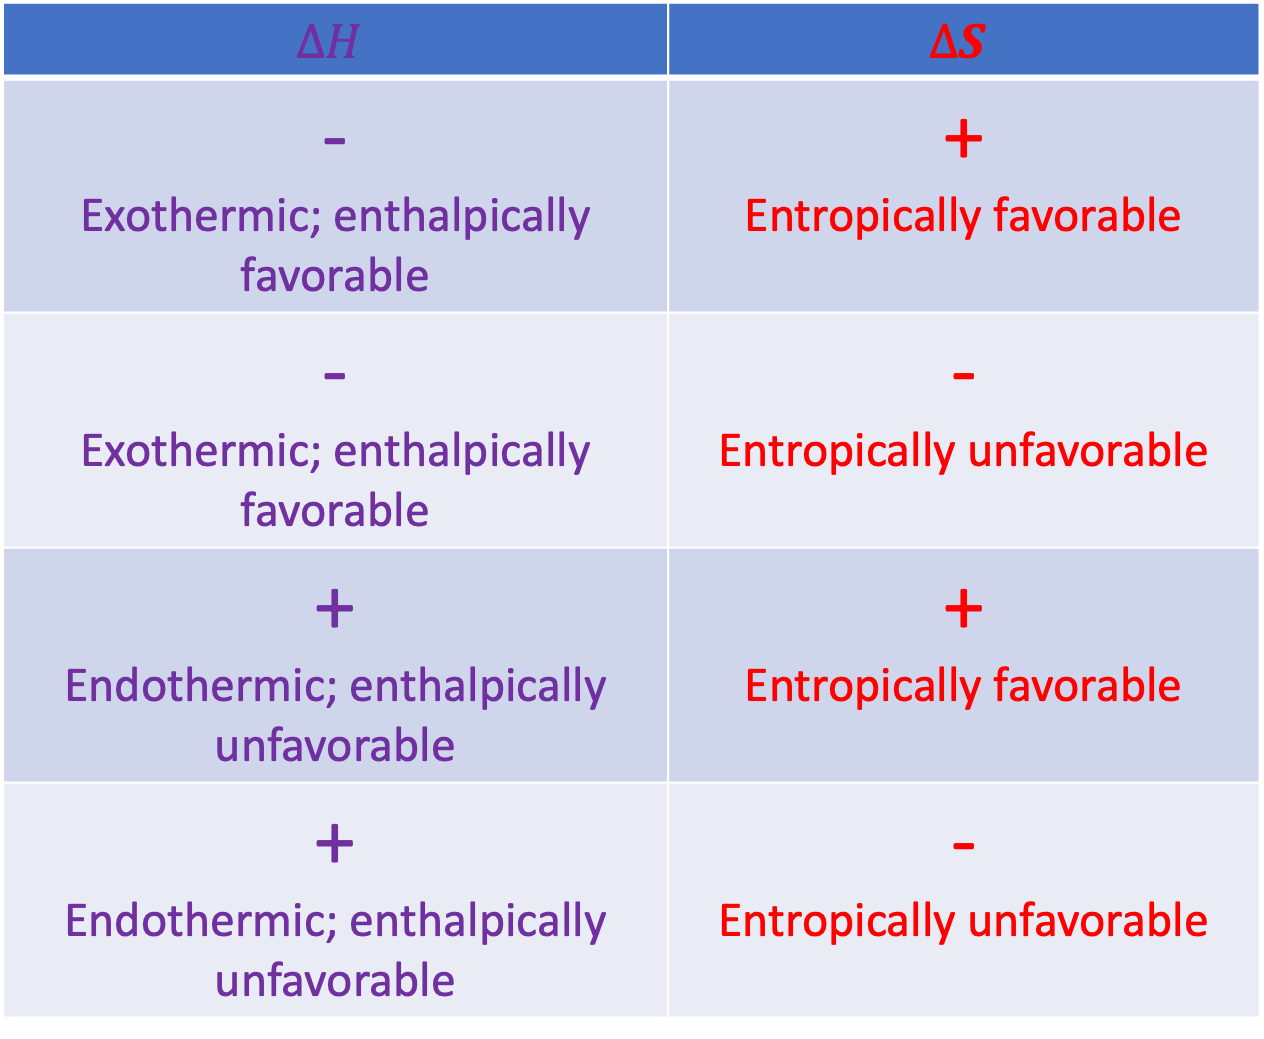 ΔH
ΔS
-
Exothermic; enthalpically
favorable
+
Entropically favorable
-
Exothermic; enthalpically
favorable
-
Entropically unfavorable
+
Endothermic; enthalpically
unfavorable
+
Entropically favorable
+
Endothermic; enthalpically
unfavorable
-
Entropically unfavorable